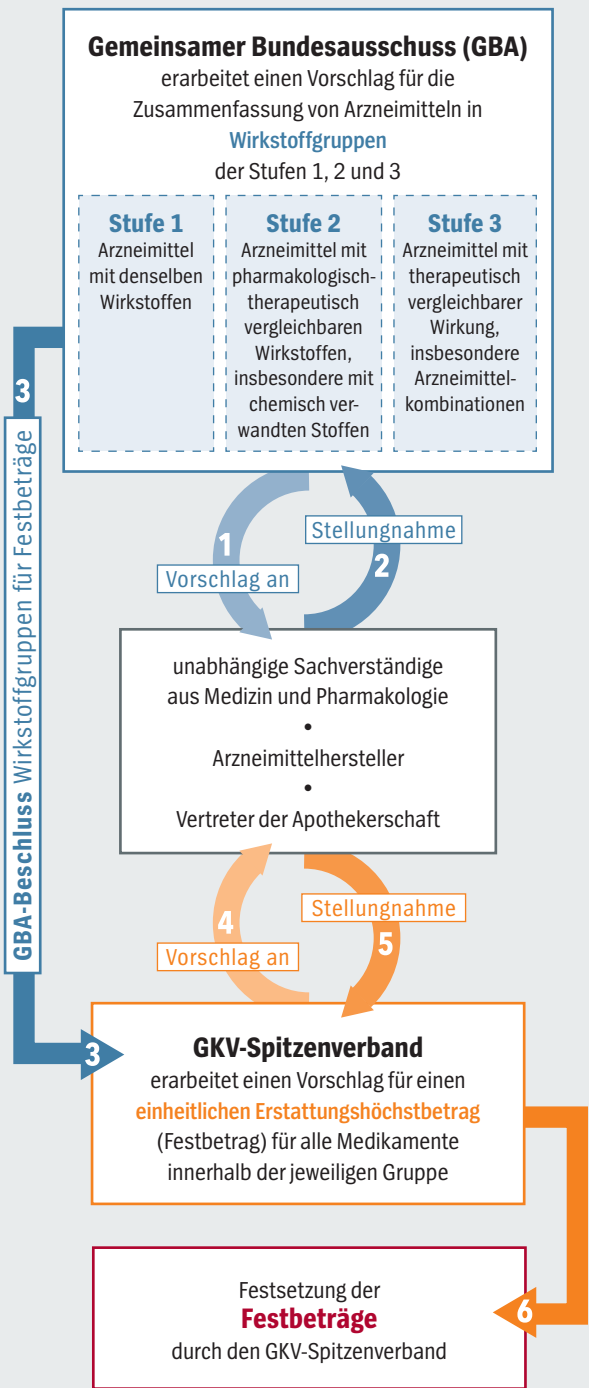 Gemeinsamer Bundesausschuss (GBA)
erarbeitet einen Vorschlag für die
Zusammenfassung von Arzneimitteln in
Wirkstoffgruppen
der Stufen 1, 2 und 3
Stufe 1
Arzneimittel
mit denselben
Wirkstoffen
Stufe 2
Arzneimittel mit
pharmakologisch-
therapeutisch
vergleichbaren
Wirkstoffen,
insbesondere mit
chemisch ver-
wandten Stoffen
Stufe 3
Arzneimittel mit
therapeutisch
vergleichbarer
Wirkung,
insbesondere
Arzneimittel-
kombinationen
3
GBA-Beschluss Wirkstoffgruppen für Festbeträge
1
Vorschlag an
Stellungnahme
2
unabhängige Sachverständige
aus Medizin und Pharmakologie
•
Arzneimittelhersteller
•
Vertreter der Apothekerschaft
4
Vorschlag an
Stellungnahme
5
3
GKV-Spitzenverband
erarbeitet einen Vorschlag für einen
einheitlichen Erstattungshöchstbetrag
(Festbetrag) für alle Medikamente
innerhalb der jeweiligen Gruppe
6
Festsetzung der
Festbeträge
durch den GKV-Spitzenverband